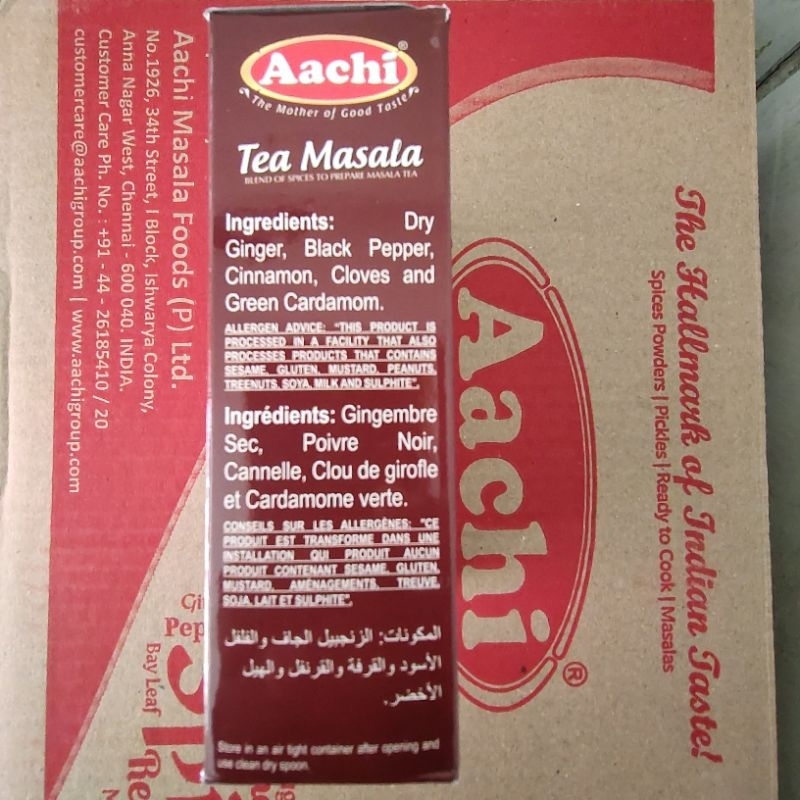 Aachi®
The Mother of Good Taste
Tea Masala
BLEND OF SPICES TO PREPARE MASALA TEA
Ingredients: Dry
Ginger, Black Pepper,
Cinnamon, Cloves and
Green Cardamom.
ALLERGEN ADVICE: "THIS PRODUCT IS
PROCESSED IN A FACILITY THAT ALSO
PROCESSES PRODUCTS THAT CONTAINS
SESAME, GLUTEN, MUSTARD, PEANUTS,
TREENUTS, SOYA, MILK AND SULPHITE".
Ingrédients: Gingembre
Sec, Poivre Noir,
Cannelle, Clou de girofle
et Cardamome verte.
CONSEILS SUR LES ALLERGÈNES: "CE
PRODUIT EST TRANSFORME DANS UNE
INSTALLATION QUI PRODUIT AUCUN
PRODUIT CONTENANT SESAME, GLUTEN,
MUSTARD, AMÉNAGEMENTS, TREUVE,
SOJA, LAIT ET SULPHITE".
المكونات: الزنجبيل الجاف والفلفل
الأسود والقرفة والقرنفل والهيل
الأخضر.
Store in an air tight container after opening and
use clean dry spoon.
Aachi Masala Foods (P) Ltd.
No.1926, 34th Street, I Block, Ishwarya Colony,
Anna Nagar West, Chennai - 600 040. INDIA.
Customer Care Ph. No. : +91 - 44 - 26185410 / 20
customercare@aachigroup.com | www.aachigroup.com
The Hallmark of Indian Taste!
Spices Powders | Pickles | Ready to Cook | Masalas
Aachi®
Bay Leaf